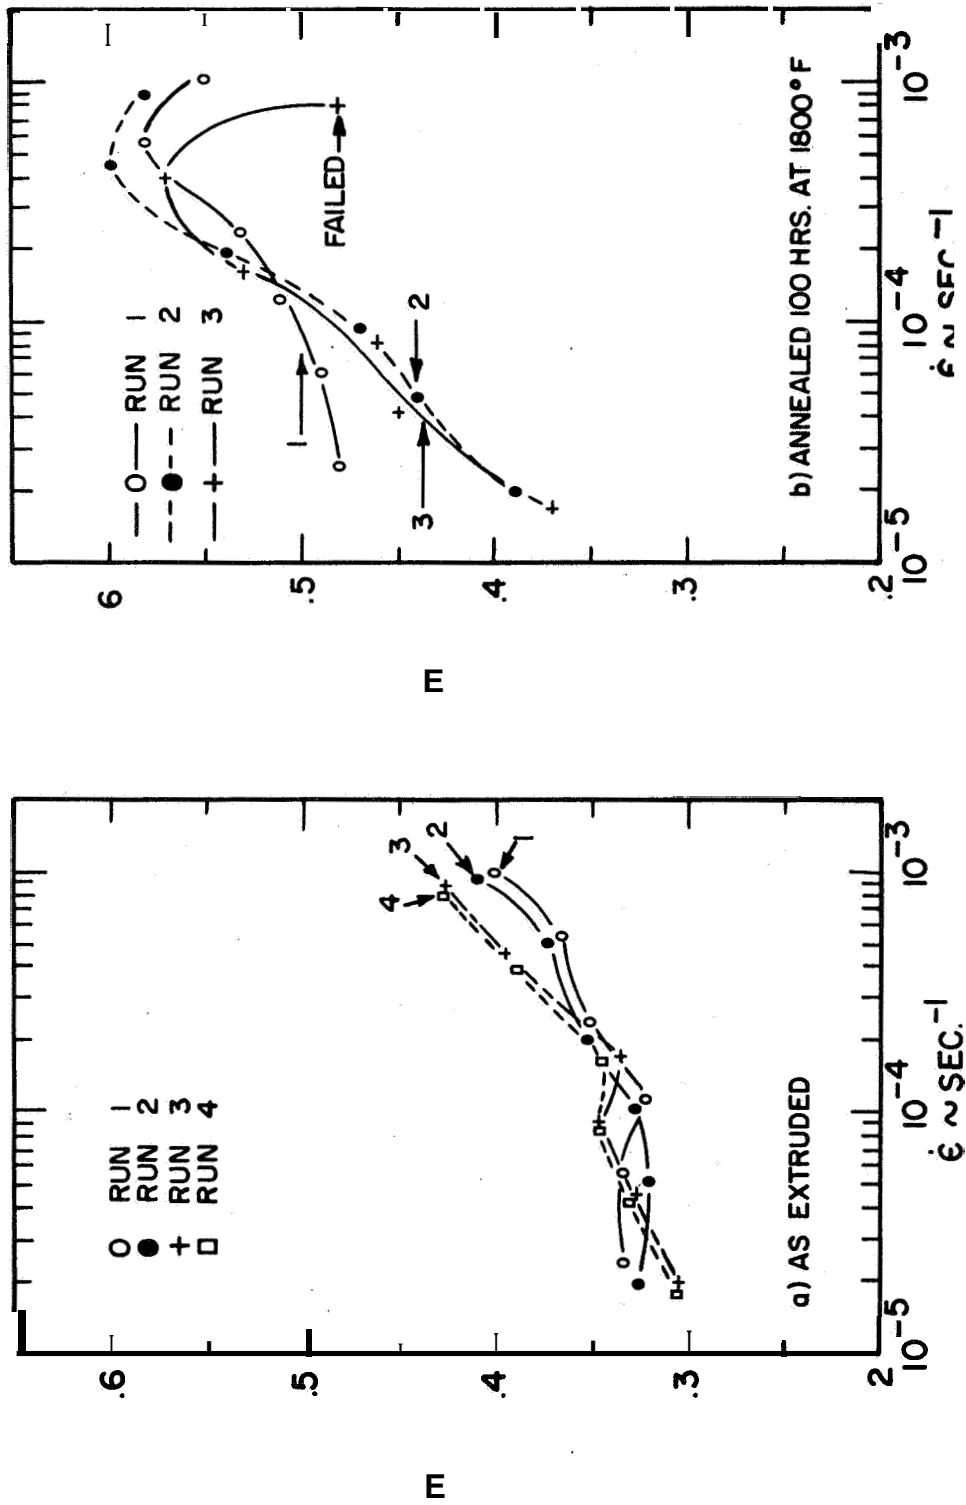 E
.6
.5
.4
.3
.2
O RUN 1
● RUN 2
+ RUN 3
□ RUN 4
4
3
2
1
a) AS EXTRUDED
10⁻⁵
10⁻⁴
10⁻³
ϵ̇ ~ SEC.⁻¹
E
6
.5
.4
.3
.2
—O—RUN 1
--●--RUN 2
—+—RUN 3
1
3
2
FAILED
b) ANNEALED 100 HRS. AT 1800°F
10⁻⁵
10⁻⁴
10⁻³
ϵ̇ ~ SEC.⁻¹